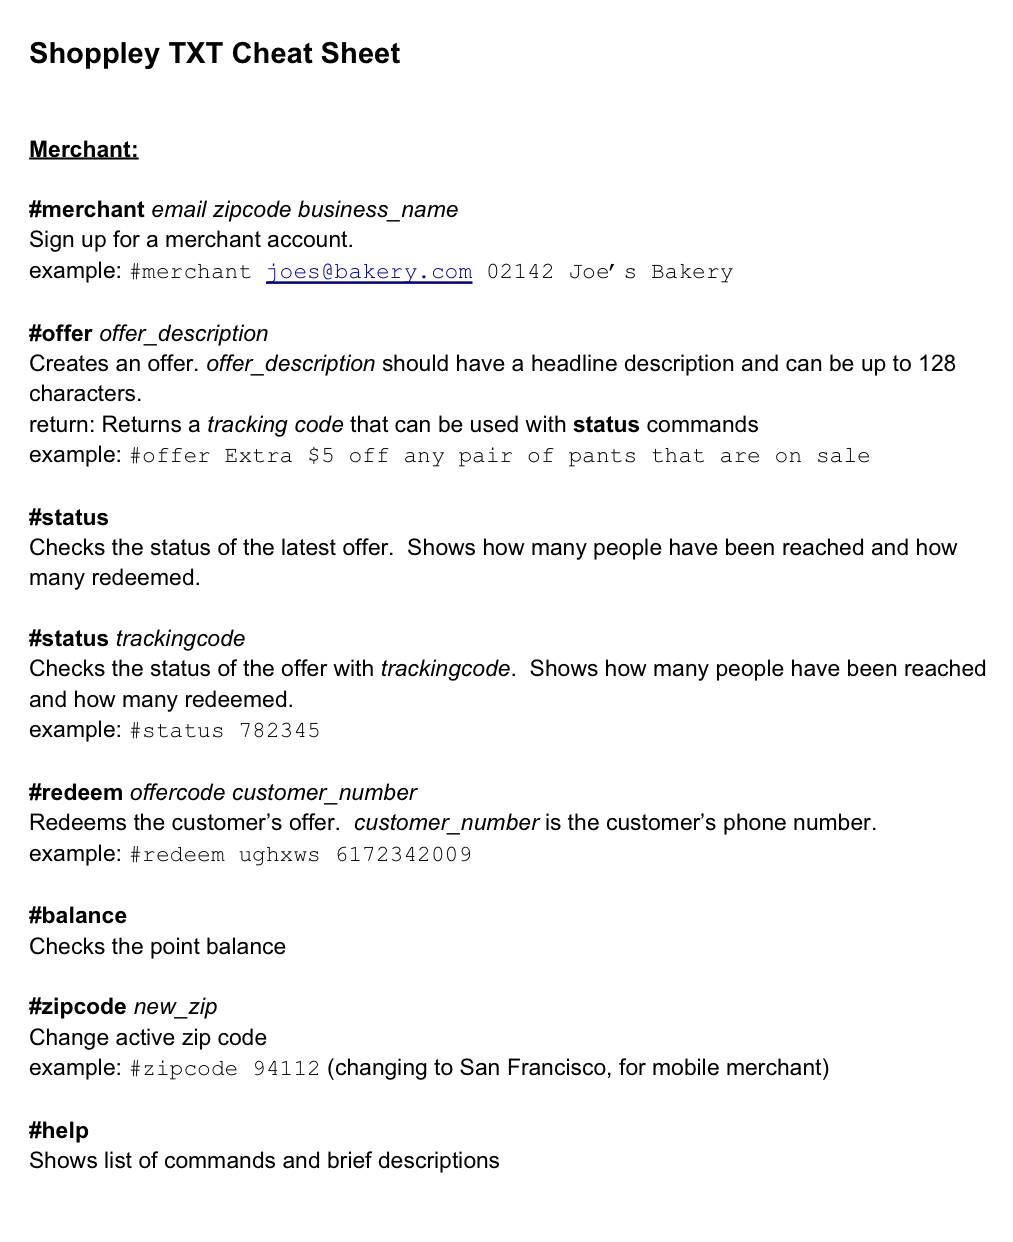 Shoppley TXT Cheat Sheet
Merchant:
#merchant email zipcode business_name
Sign up for a merchant account.
example: #merchant joes@bakery.com 02142 Joe’s Bakery
#offer offer_description
Creates an offer. offer_description should have a headline description and can be up to 128
characters.
return: Returns a tracking code that can be used with status commands
example: #offer Extra $5 off any pair of pants that are on sale
#status
Checks the status of the latest offer.  Shows how many people have been reached and how
many redeemed.
#status trackingcode
Checks the status of the offer with trackingcode.  Shows how many people have been reached
and how many redeemed.
example: #status 782345
#redeem offercode customer_number
Redeems the customer’s offer.  customer_number is the customer’s phone number.
example: #redeem ughxws 6172342009
#balance
Checks the point balance
#zipcode new_zip
Change active zip code
example: #zipcode 94112 (changing to San Francisco, for mobile merchant)
#help
Shows list of commands and brief descriptions